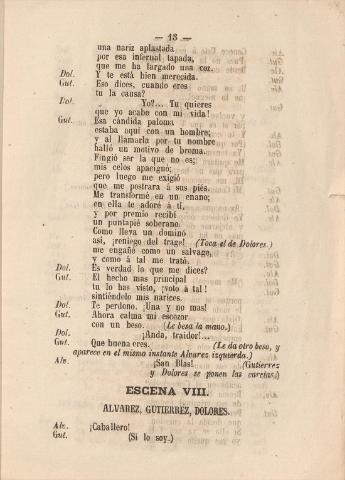 — 13 —
una nariz aplastada
por esa infernal tapada,
que me ha largado una coz.
Dol. Y te está bien merecida.
Gut. Eso dices, cuando eres
tu la causa?
Dol. Yo?... Tu quieres
que yo acabe con mi vida!
Gut. Esa cándida paloma
estaba aqui con un hombre;
y al llamarla por tu nombre
halló un motivo de broma.
Fingió ser la que no es;
mis celos apaciguó;
pero luego me exigió
que me postrará á sus piés.
Me transformé en un enano;
en ella te adoré á tí,
y por premio recibí
un puntapié soberano.
Como lleva un dominó
asi, ¡reniego del trage! (Toca el de Dolores.)
me engañé como un salvage,
y como á tal me trató.
Dol. Es verdad lo que me dices?
Gut. El hecho mas principal
tu lo has visto, ¡voto á tal!
sintiéndolo mis narices.
Dol. Te perdono. ¡Una y no mas!
Gut. Ahora calma mi escozor
con un beso. (Le besa la mano.)
Dol. ¡Anda, traidor!...
Gut. Que buena eres. (Le da otro beso, y
aparece en el mismo instante Alvarez izquierda.)
Alv. ¡San Blas! (Gutierrez
y Dolores se ponen las caretas.)
ESCENA VIII.
ALVAREZ, GUTIERREZ, DOLORES.
Alv. ¡Caballero!
Gut. (Si lo soy.)